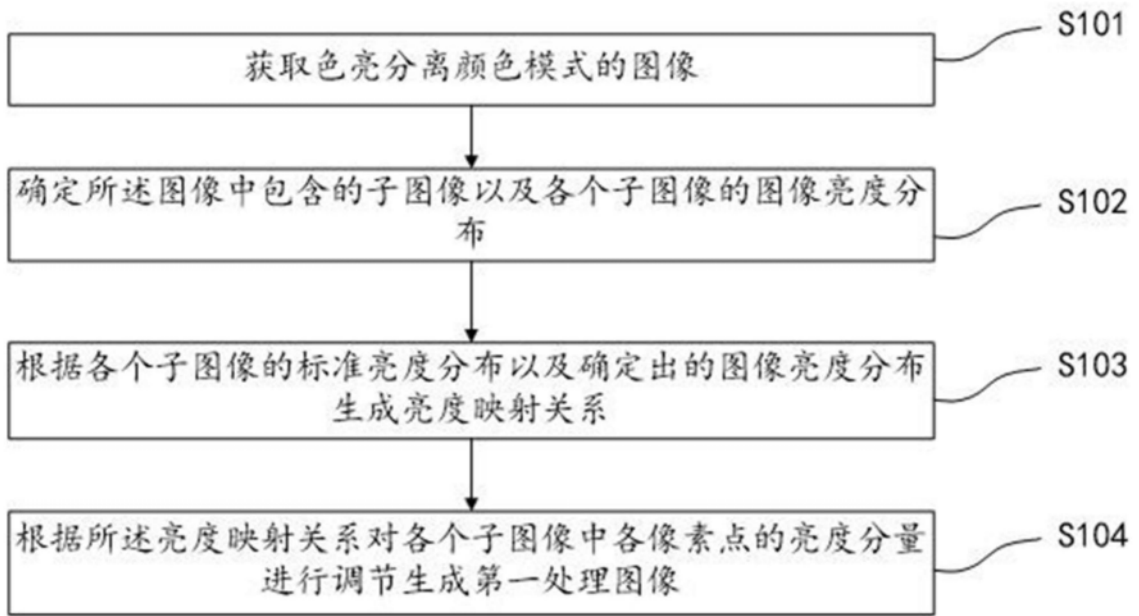 S101
获取色亮分离颜色模式的图像
确定所述图像中包含的子图像以及各个子图像的图像亮度分
布
S102
根据各个子图像的标准亮度分布以及确定出的图像亮度分布
生成亮度映射关系
S103
根据所述亮度映射关系对各个子图像中各像素点的亮度分量
进行调节生成第一处理图像
S104